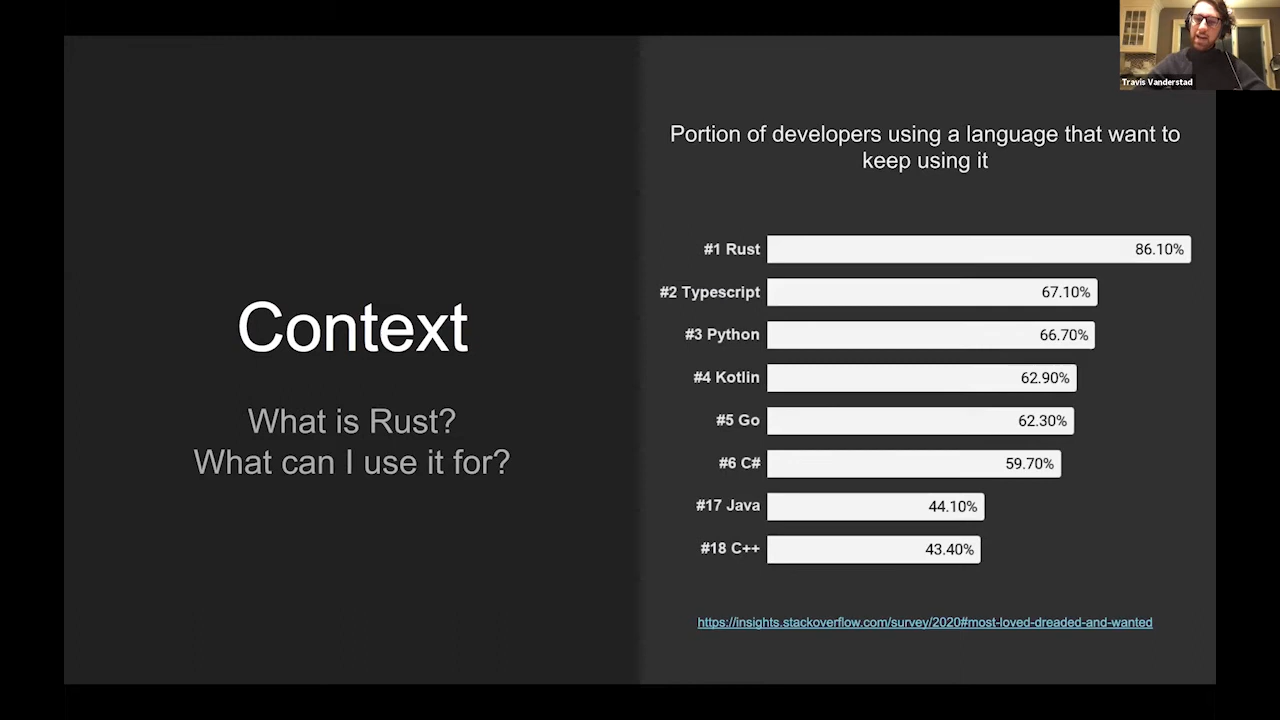 Travis Vanderstad
Portion of developers using a language that want to
keep using it
Context
What is Rust?
What can I use it for?
#1 Rust 86.10%
#2 Typescript 67.10%
#3 Python 66.70%
#4 Kotlin 62.90%
#5 Go 62.30%
#6 C# 59.70%
#17 Java 44.10%
#18 C++ 43.40%
https://insights.stackoverflow.com/survey/2020#most-loved-dreaded-and-wanted